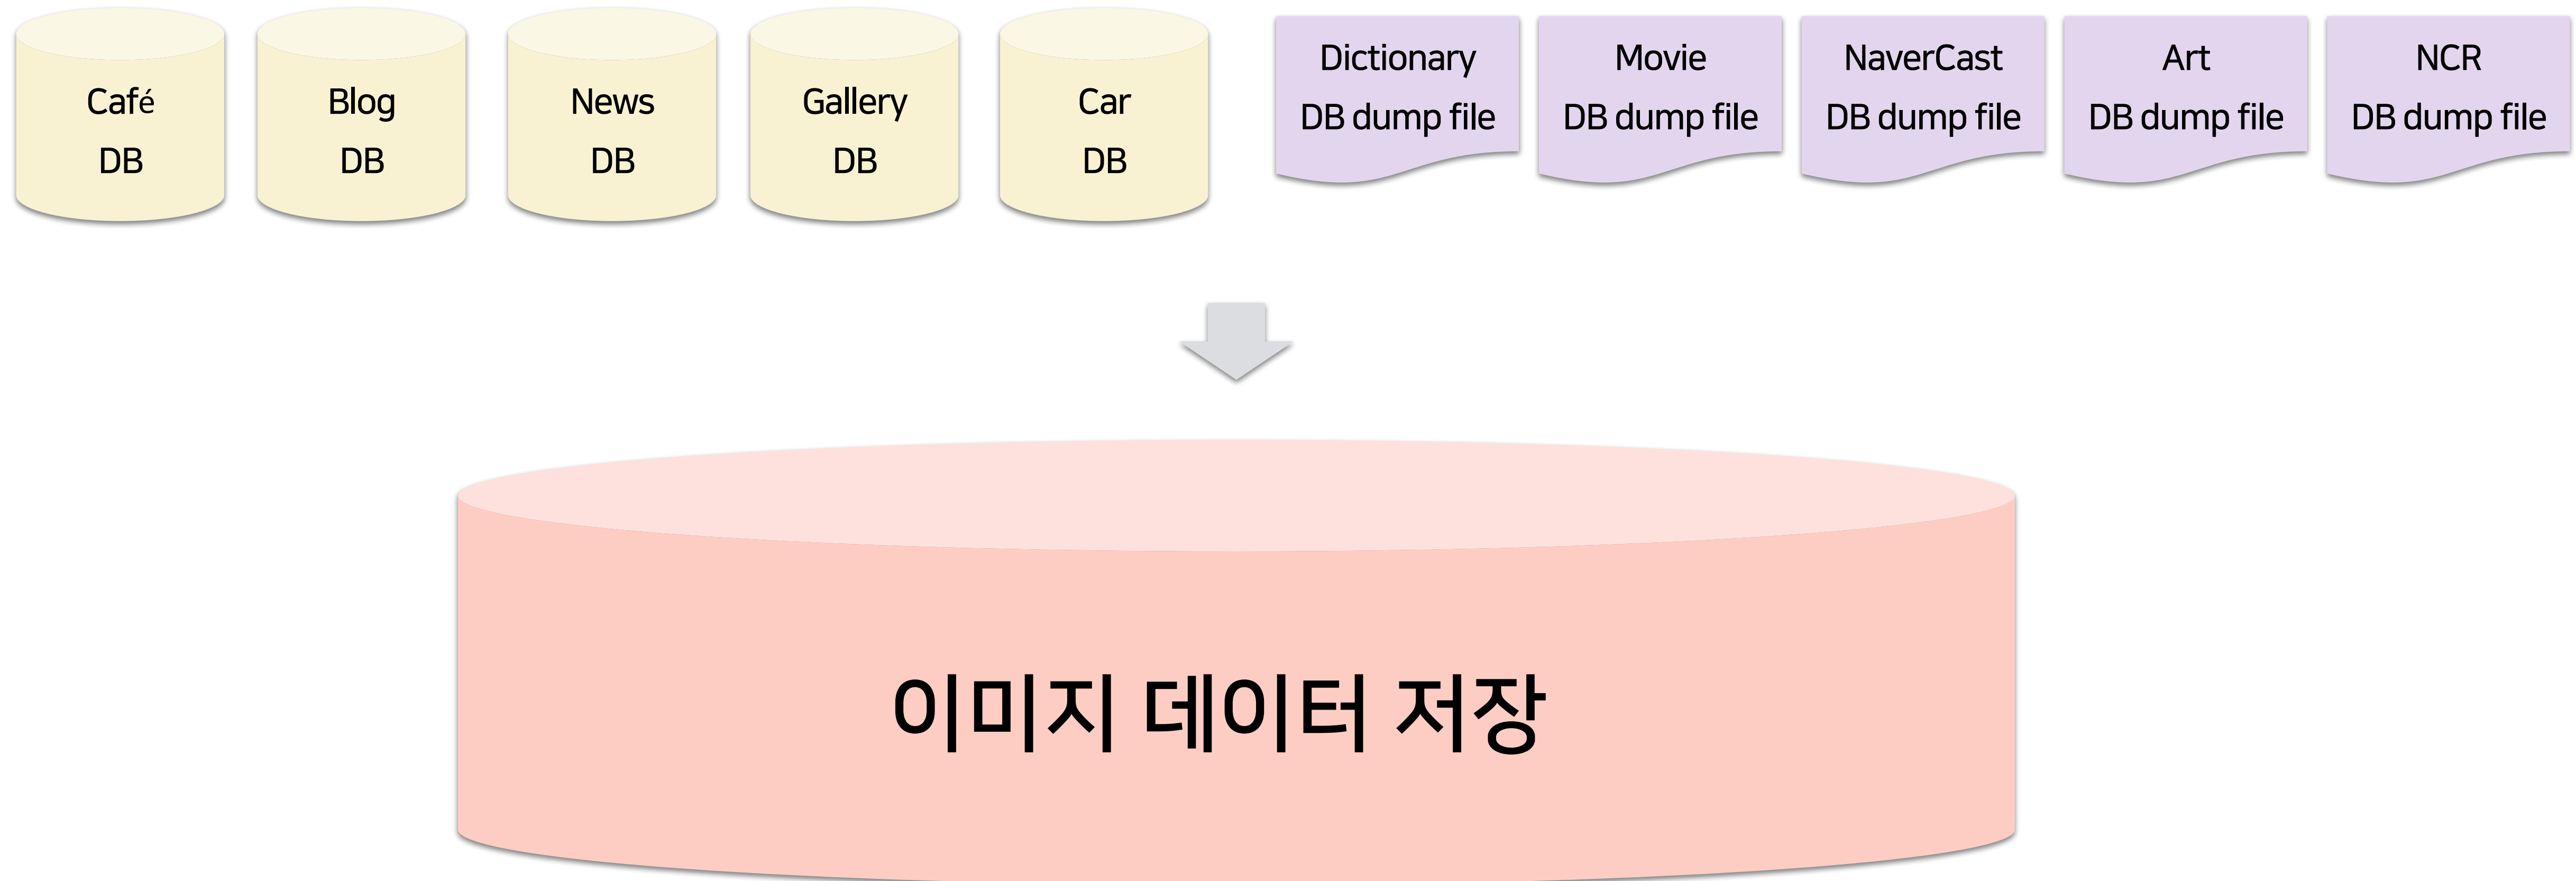 Café
DB
Blog
DB
News
DB
Gallery
DB
Car
DB
Dictionary
DB dump file
Movie
DB dump file
NaverCast
DB dump file
Art
DB dump file
NCR
DB dump file
이미지 데이터 저장